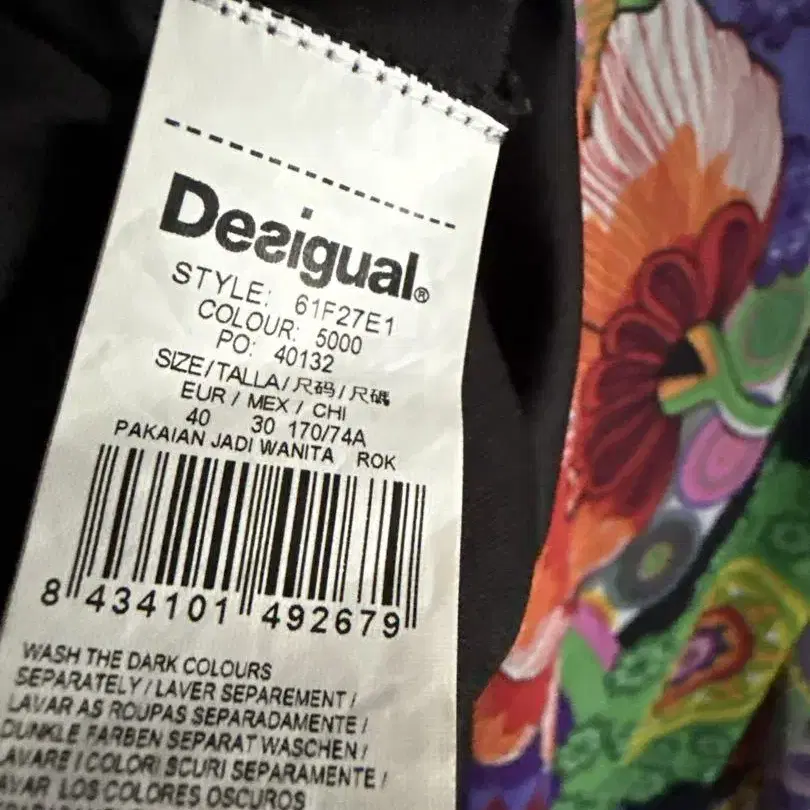 Desigual®
STYLE: 61F27E1
COLOUR: 5000
PO: 40132
SIZE/TALLA/尺码/尺碼
EUR / MEX / CHI
40 30 170/74A
PAKAIAN JADI WANITA ROK
8 434101 492679
WASH THE DARK COLOURS
SEPARATELY / LAVER SEPAREMENT /
LAVAR AS ROUPAS SEPARADAMENTE /
DUNKLE FARBEN SEPARAT WASCHEN /
LAVARE I COLORI SCURI SEPARAMENTE /
LAVAR LOS COLORES OSCUROS